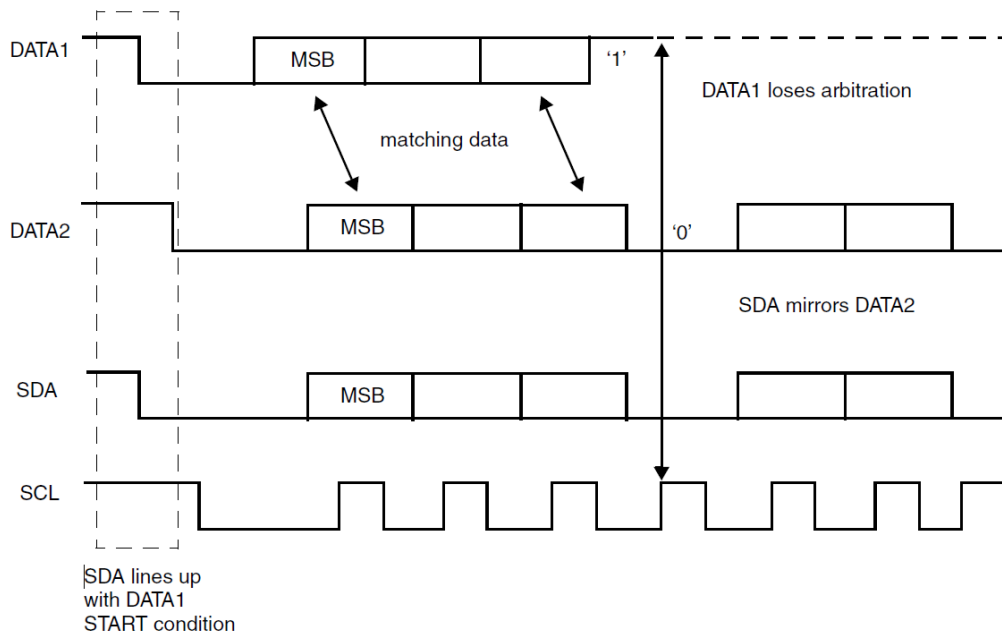 DATA1
MSB
‘1’
DATA1 loses arbitration
matching data
DATA2
MSB
‘0’
SDA mirrors DATA2
SDA
MSB
SCL
SDA lines up
with DATA1
START condition